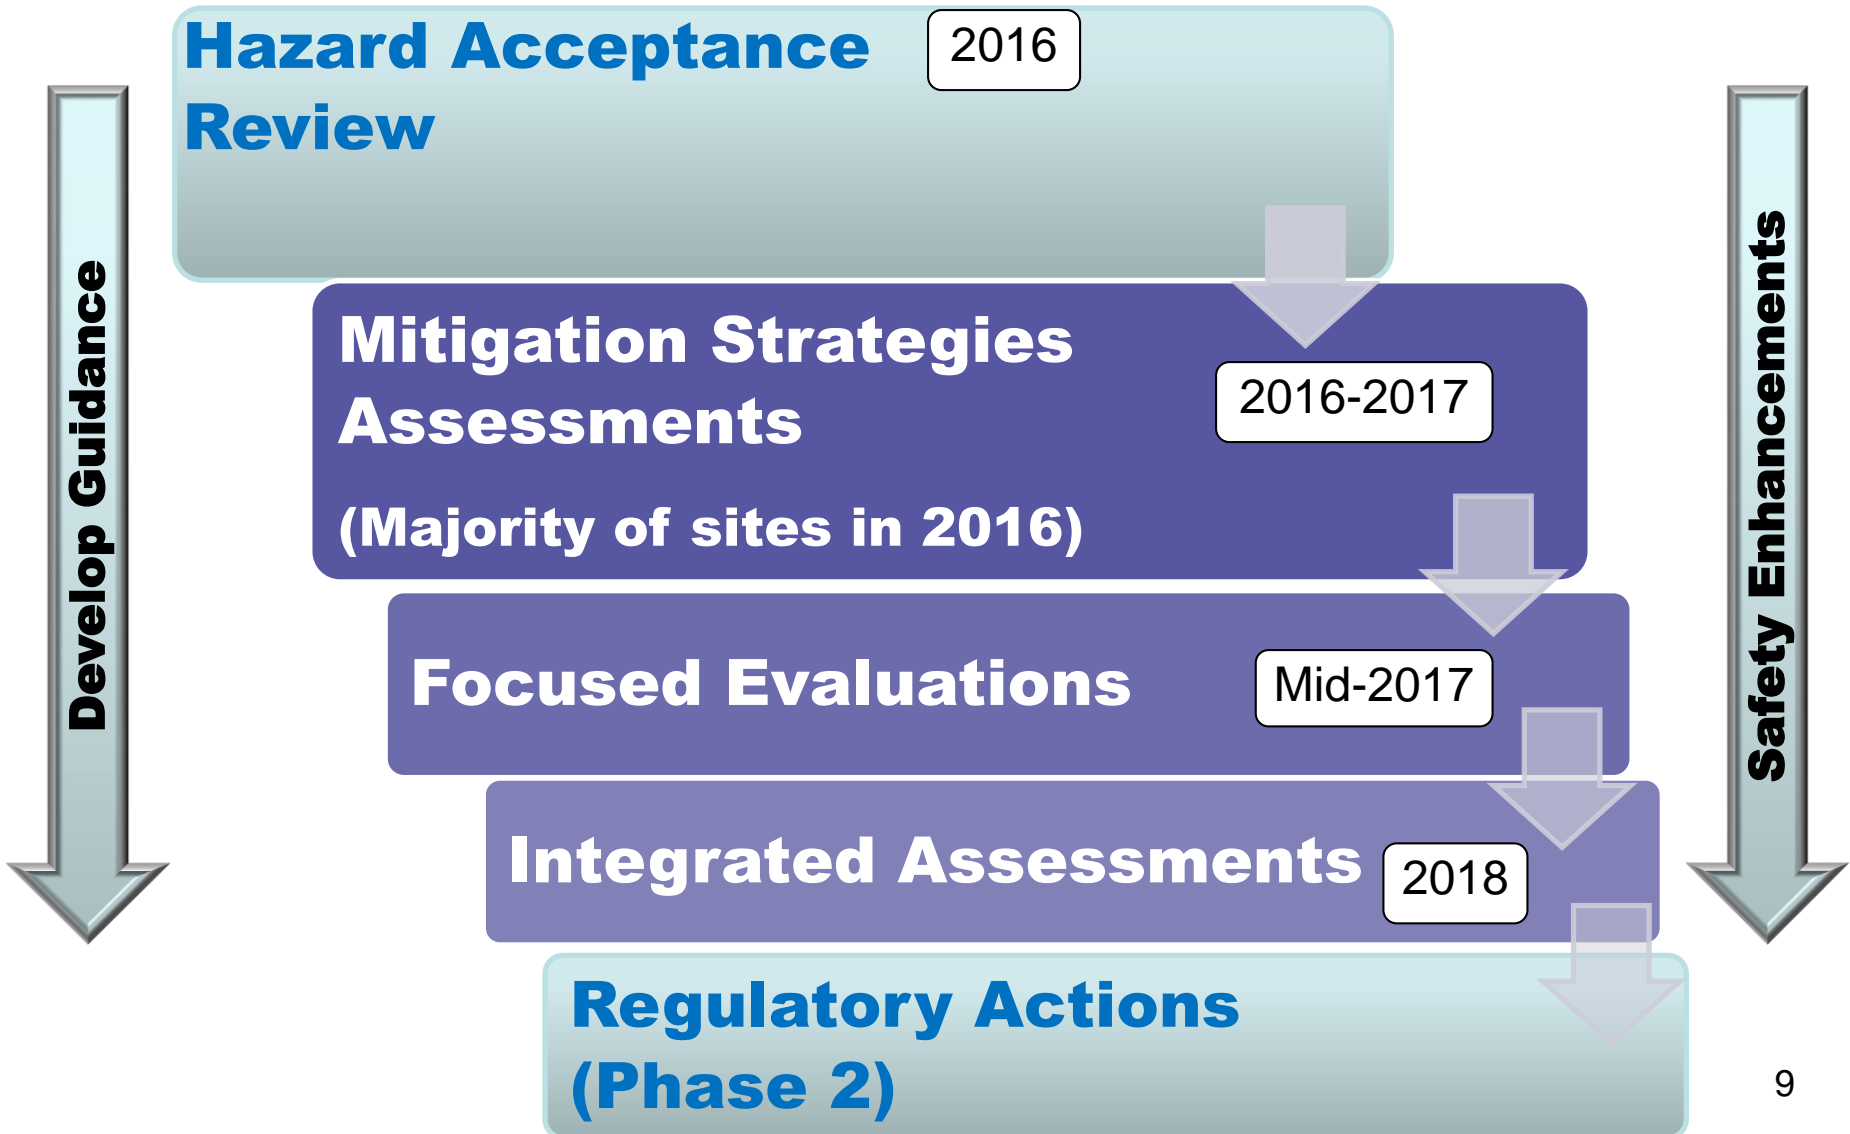 Hazard Acceptance
Review
2016
Develop Guidance
Safety Enhancements
Mitigation Strategies
Assessments
(Majority of sites in 2016)
2016-2017
Focused Evaluations
Mid-2017
Integrated Assessments
2018
Regulatory Actions
(Phase 2)
9